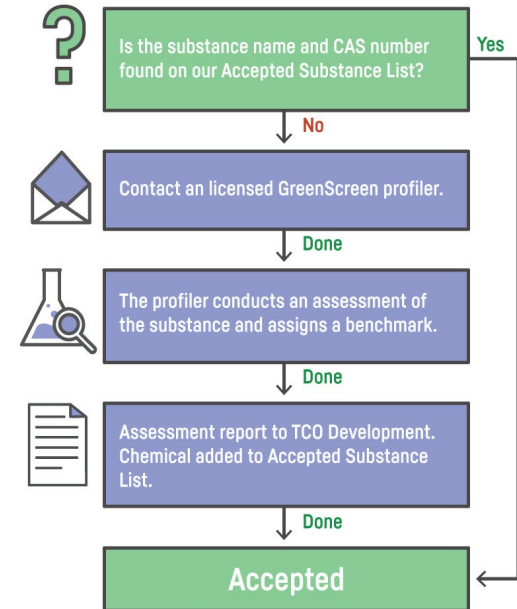 Is the substance name and CAS number
found on our Accepted Substance List?
Yes
No
Contact an licensed GreenScreen profiler.
Done
The profiler conducts an assessment of
the substance and assigns a benchmark.
Done
Assessment report to TCO Development.
Chemical added to Accepted Substance
List.
Done
Accepted